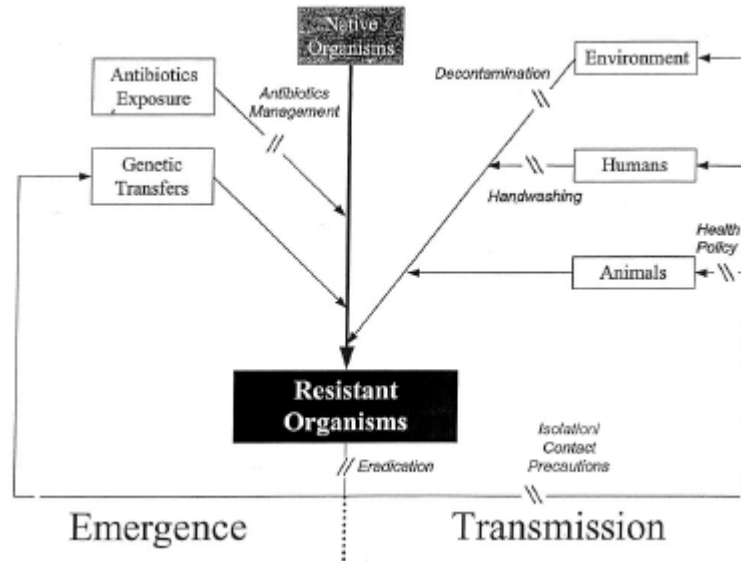 Native
Organisms
Antibiotics
Exposure
Antibiotics
Management
Decontamination
Environment
Genetic
Transfers
Humans
Handwashing
Health
Policy
Animals
Resistant
Organisms
Eradication
Isolation/
Contact
Precautions
Emergence
Transmission